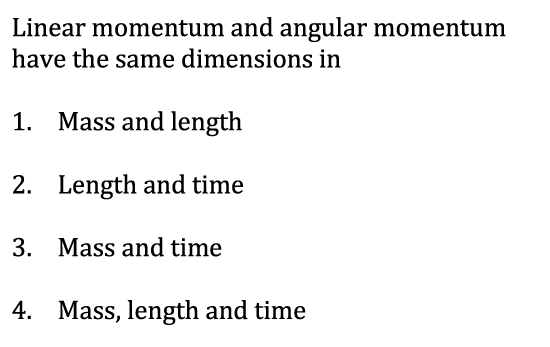 Linear momentum and angular momentum
have the same dimensions in
1. Mass and length
2. Length and time
3. Mass and time
4. Mass, length and time